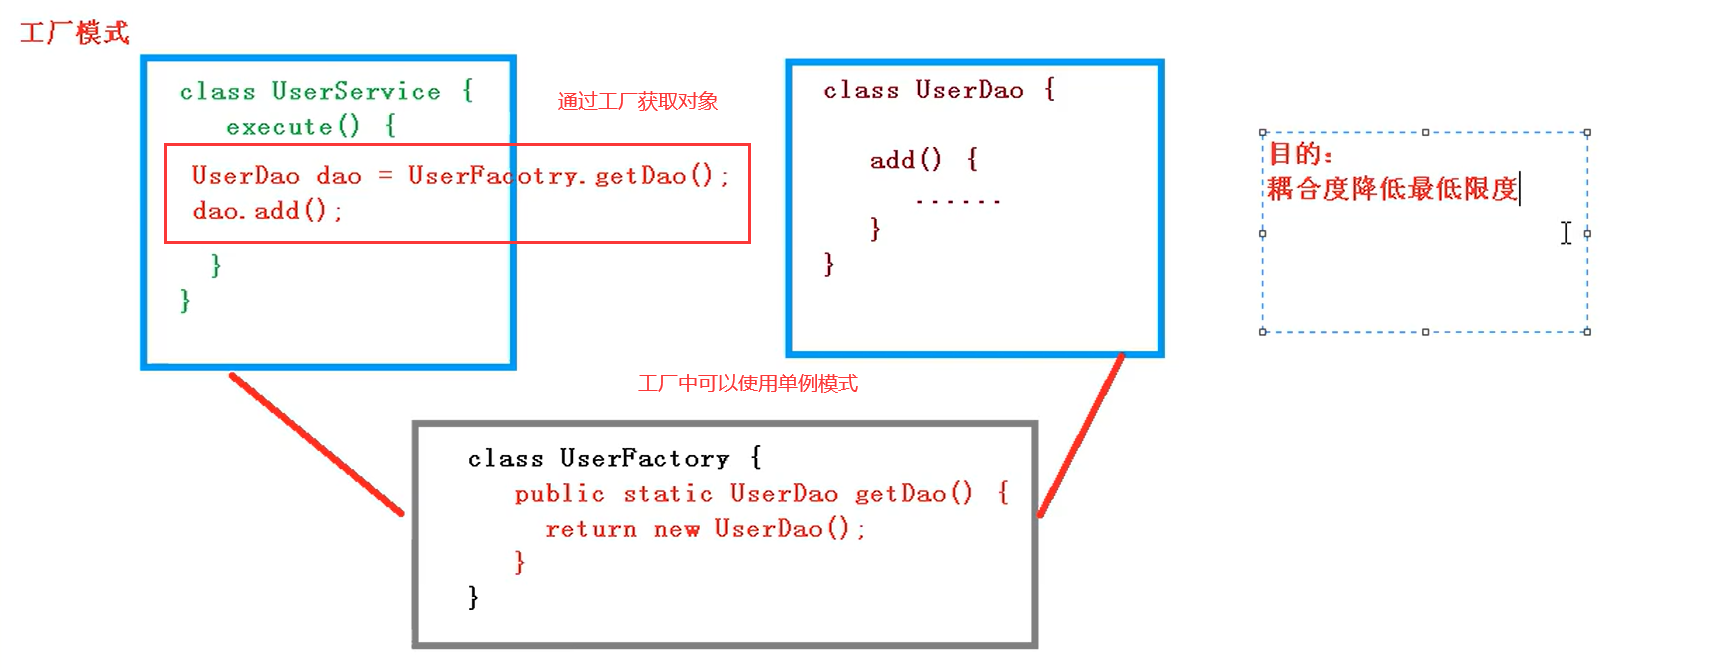 工厂模式
class UserService {
execute() {
UserDao dao = UserFacotry.getDao();
dao.add();
}
}
通过工厂获取对象
class UserDao {
add() {
......
}
}
目的:
耦合度降低最低限度
工厂中可以使用单例模式
class UserFactory {
public static UserDao getDao() {
return new UserDao();
}
}